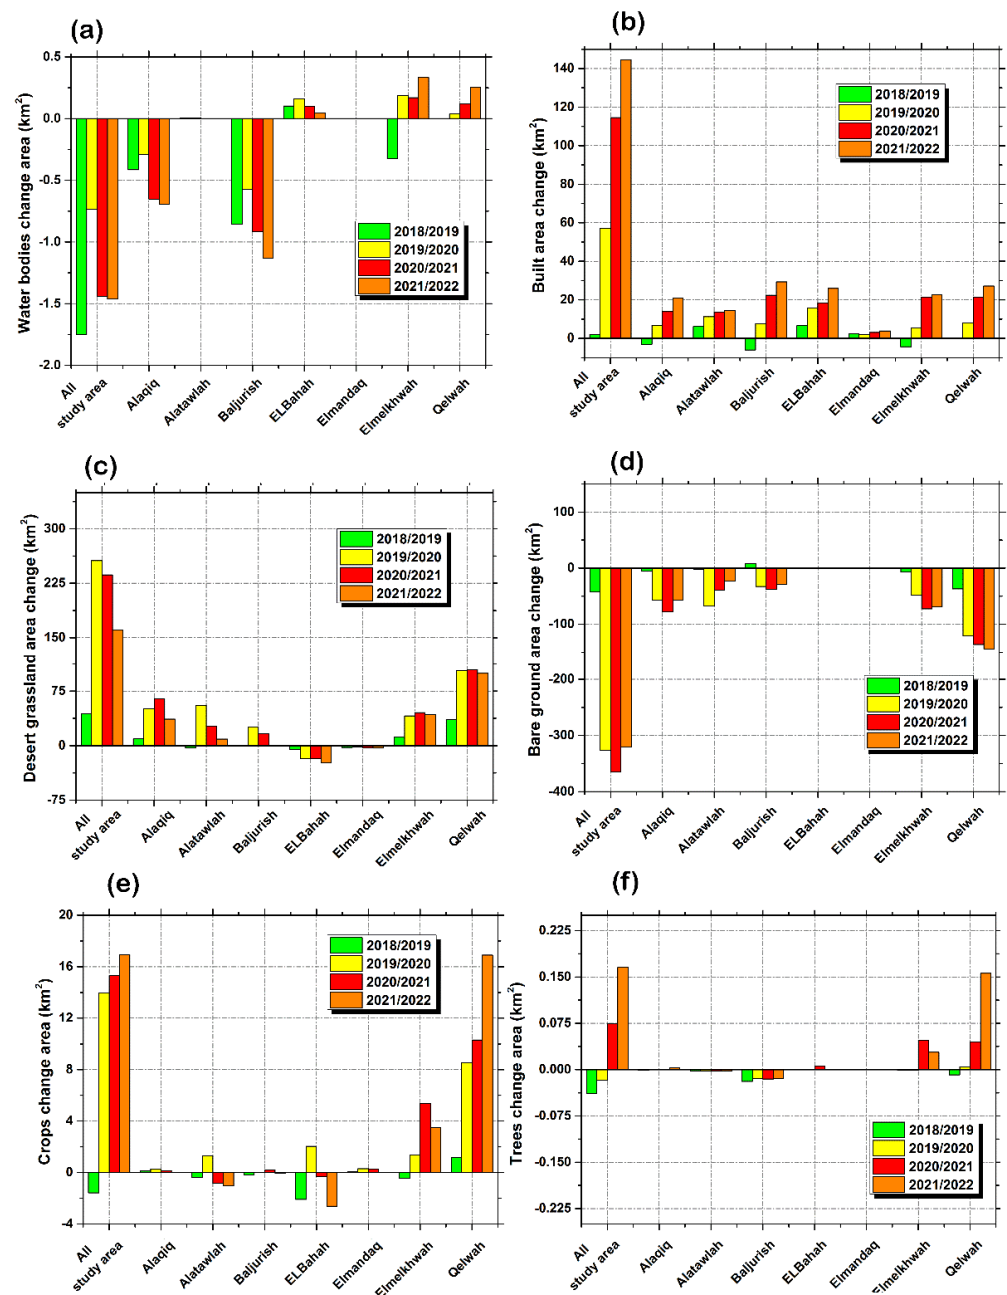 (a)
Water bodies change area (km²)
0.5
0.0
-0.5
-1.0
-1.5
-2.0
2018/2019
2019/2020
2020/2021
2021/2022
All
study area
Alaqiq
Alatawlah
Baljurish
ELBahah
Elmandaq
Elmelkhwah
Qelwah
(b)
Built area change (km²)
140
120
100
80
60
40
20
0
2018/2019
2019/2020
2020/2021
2021/2022
All
study area
Alaqiq
Alatawlah
Baljurish
ELBahah
Elmandaq
Elmelkhwah
Qelwah
(c)
Desert grassland area change (km²)
300
225
150
75
0
-75
2018/2019
2019/2020
2020/2021
2021/2022
All
study area
Alaqiq
Alatawlah
Baljurish
ELBahah
Elmandaq
Elmelkhwah
Qelwah
(d)
Bare ground area change (km²)
100
0
-100
-200
-300
-400
2018/2019
2019/2020
2020/2021
2021/2022
All
study area
Alaqiq
Alatawlah
Baljurish
ELBahah
Elmandaq
Elmelkhwah
Qelwah
(e)
Crops change area (km²)
20
16
12
8
4
0
-4
2018/2019
2019/2020
2020/2021
2021/2022
All
study area
Alaqiq
Alatawlah
Baljurish
ELBahah
Elmandaq
Elmelkhwah
Qelwah
(f)
Trees change area (km²)
0.225
0.150
0.075
0.000
-0.075
-0.150
-0.225
2018/2019
2019/2020
2020/2021
2021/2022
All
study area
Alaqiq
Alatawlah
Baljurish
ELBahah
Elmandaq
Elmelkhwah
Qelwah